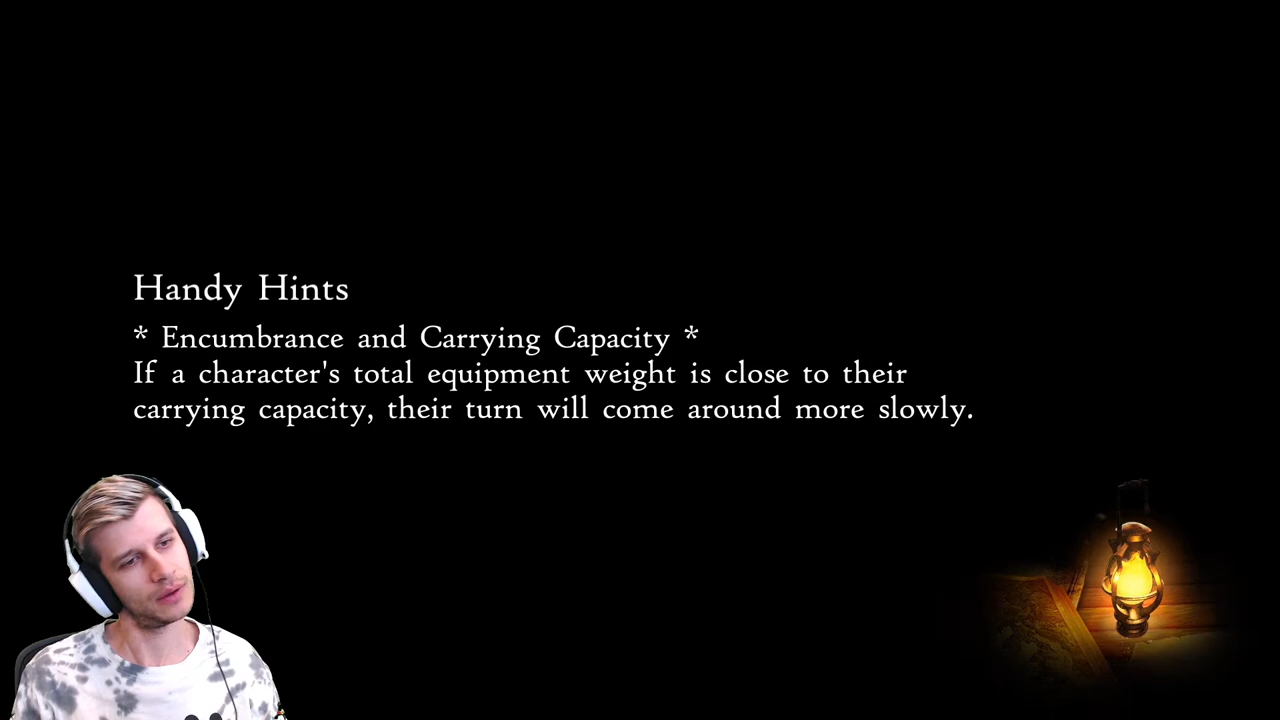 Handy Hints
* Encumbrance and Carrying Capacity *
If a character's total equipment weight is close to their
carrying capacity, their turn will come around more slowly.